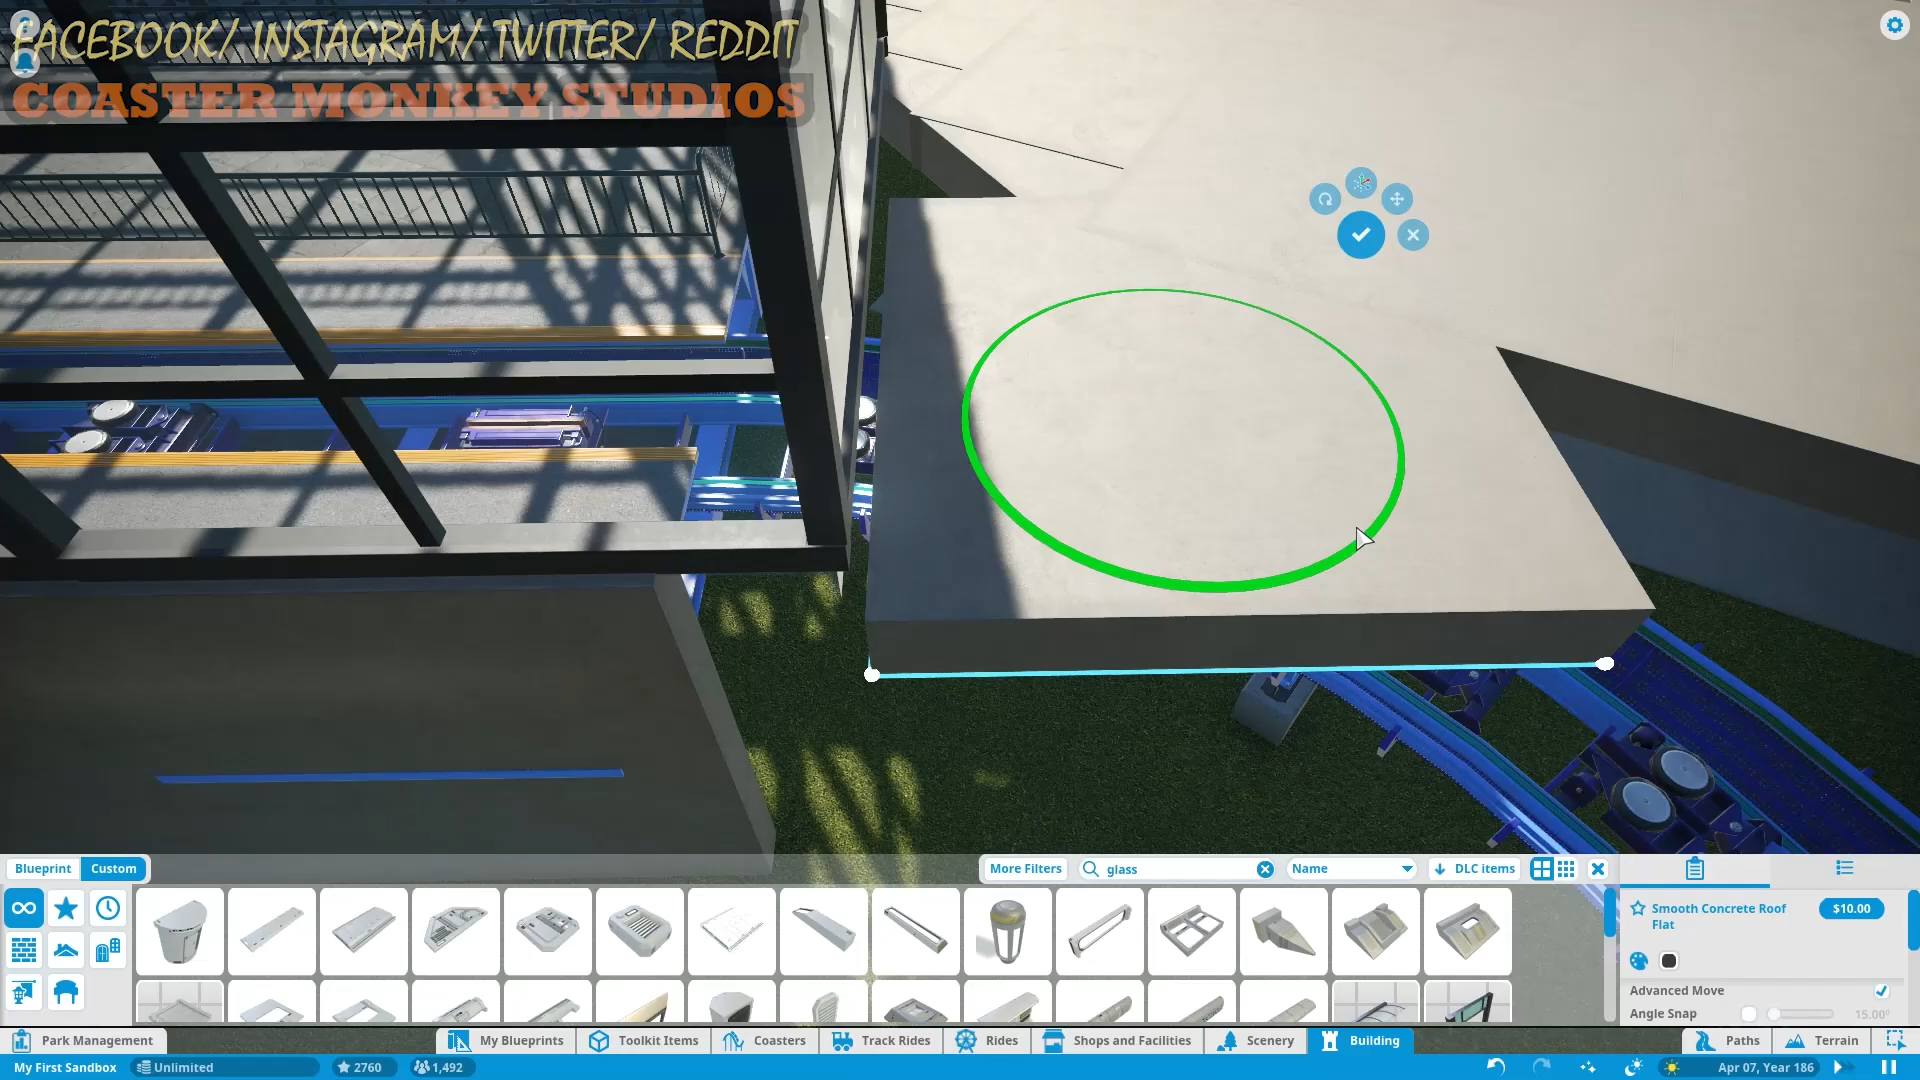 FACEBOOK/ INSTAGRAM/ TWITTER/ REDDIT
COASTER MONKEY STUDIOS
Blueprint
Custom
More Filters
glass
Name
DLC items
Smooth Concrete Roof
Flat
$10.00
Advanced Move
Angle Snap
15.00°
Park Management
My Blueprints
Toolkit Items
Coasters
Track Rides
Rides
Shops and Facilities
Scenery
Building
Paths
Terrain
My First Sandbox
Unlimited
2760
1,492
Apr 07, Year 186